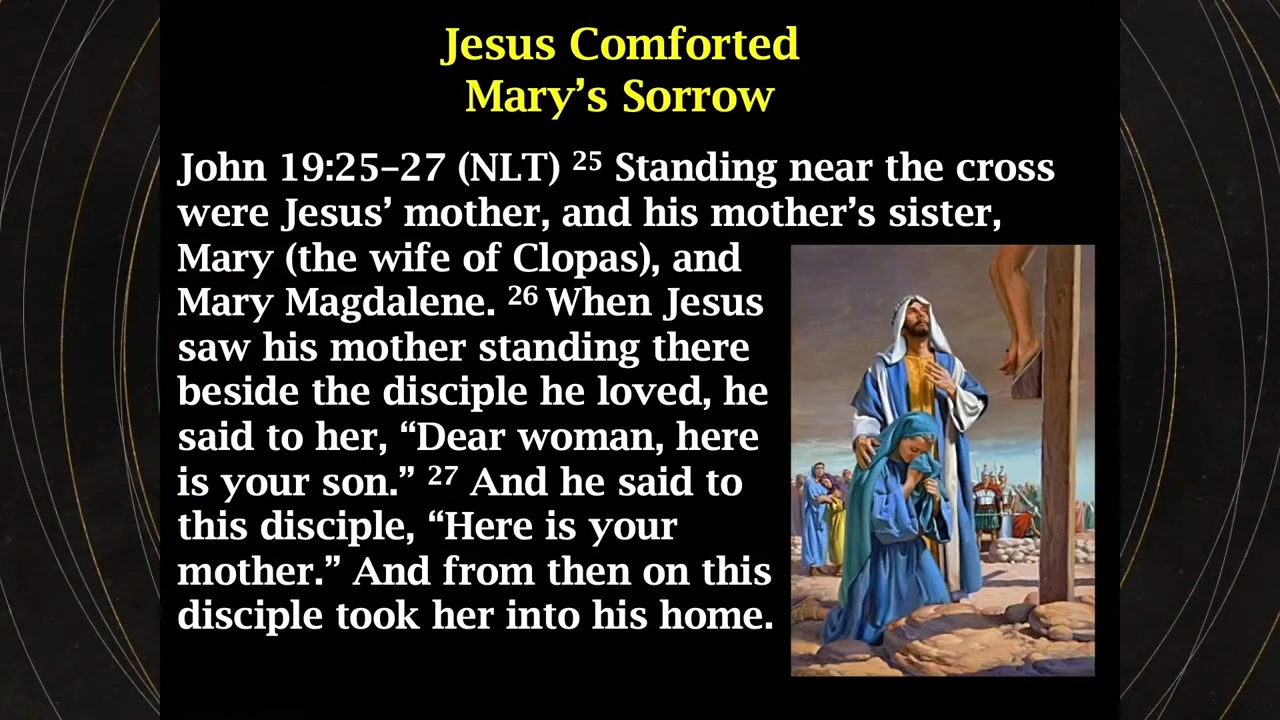 Jesus Comforted
Mary’s Sorrow
John 19:25–27 (NLT) ²⁵ Standing near the cross
were Jesus’ mother, and his mother’s sister,
Mary (the wife of Clopas), and
Mary Magdalene. ²⁶ When Jesus
saw his mother standing there
beside the disciple he loved, he
said to her, “Dear woman, here
is your son.” ²⁷ And he said to
this disciple, “Here is your
mother.” And from then on this
disciple took her into his home.